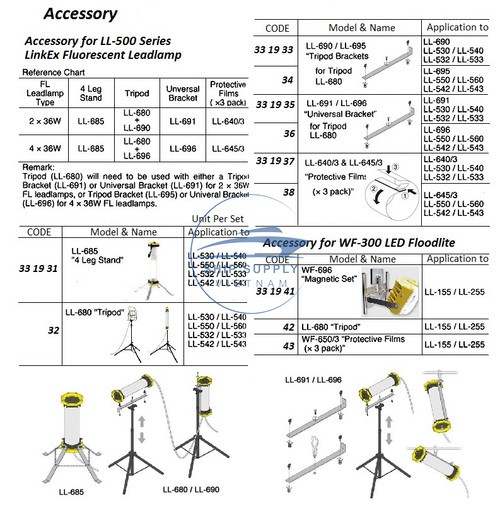 Accessory
Accessory for LL-500 Series
LinkEx Fluorescent Leadlamp
Reference Chart
FL Leadlamp Type
4 Leg Stand
Tripod
Unversal Bracket
Protective Films (×3 pack)
2 × 36W LL-685 LL-680 + LL-690 LL-691 LL-640/3
4 × 36W LL-685 LL-680 + LL-696 LL-696 LL-645/3
Remark:
Tripod (LL-680) will need to be used with either a Tripod
Bracket (LL-691) or Universal Bracket (LL-691) for 2 × 36W
FL leadlamps, or Tripod Bracket (LL-695) or Univeral Bracket
(LL-696) for 4 × 36W FL leadlamps.
Unit Per Set
CODE Model & Name Application to
33 19 31 LL-685
"4 Leg Stand"
LL-530 / LL-540
LL-550 / LL-560
LL-532 / LL-533
LL-542 / LL-543
32 LL-680 "Tripod"
LL-530 / LL-540
LL-550 / LL-560
LL-532 / LL-533
LL-542 / LL-543
LL-685
LL-680 / LL-690
CODE Model & Name Application to
33 19 33 LL-690 / LL-695
"Tripod Brackets"
for Tripod
LL-680
LL-690
LL-530 / LL-540
LL-532 / LL-533
34 LL-695
LL-550 / LL-560
LL-542 / LL-543
33 19 35 LL-691 / LL-696
"Universal Bracket"
for Tripod
LL-680
LL-691
LL-530 / LL-540
LL-532 / LL-533
36 LL-696
LL-550 / LL-560
LL-542 / LL-543
33 19 37 LL-640/3 & LL-645/3
"Protective Film
(× 3 pack)"
1
2
3
LL-640/3
LL-530 / LL-540
LL-532 / LL-533
38 LL-645/3
LL-550 / LL-560
LL-542 / LL-543
Accessory for WF-300 LED Floodlite
CODE Model & Name Application to
33 19 41 WF-696
"Magnetic Set"
LL-155 / LL-255
42 LL-680 "Tripod" LL-155 / LL-255
43 WF-650/3 "Protective Films
(× 3 pack)"
LL-155 / LL-255
LL-691 / LL-696